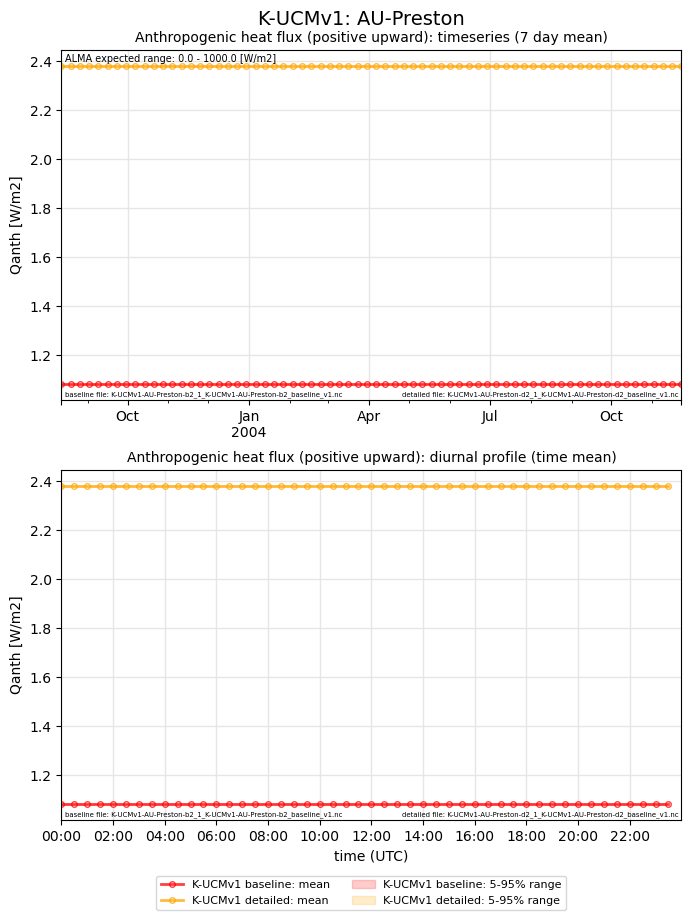 K-UCMv1: AU-Preston
Anthropogenic heat flux (positive upward): timeseries (7 day mean)
ALMA expected range: 0.0 - 1000.0 [W/m2]
2.4
2.2
2.0
1.8
1.6
1.4
1.2
Qanth [W/m2]
baseline file: K-UCMv1-AU-Preston-b2_1_K-UCMv1-AU-Preston-b2_baseline_v1.nc
detailed file: K-UCMv1-AU-Preston-d2_1_K-UCMv1-AU-Preston-d2_baseline_v1.nc
Oct Jan Apr Jul Oct
2004
Anthropogenic heat flux (positive upward): diurnal profile (time mean)
2.4
2.2
2.0
1.8
1.6
1.4
1.2
Qanth [W/m2]
baseline file: K-UCMv1-AU-Preston-b2_1_K-UCMv1-AU-Preston-b2_baseline_v1.nc
detailed file: K-UCMv1-AU-Preston-d2_1_K-UCMv1-AU-Preston-d2_baseline_v1.nc
00:00 02:00 04:00 06:00 08:00 10:00 12:00 14:00 16:00 18:00 20:00 22:00
time (UTC)
K-UCMv1 baseline: mean
K-UCMv1 detailed: mean
K-UCMv1 baseline: 5-95% range
K-UCMv1 detailed: 5-95% range